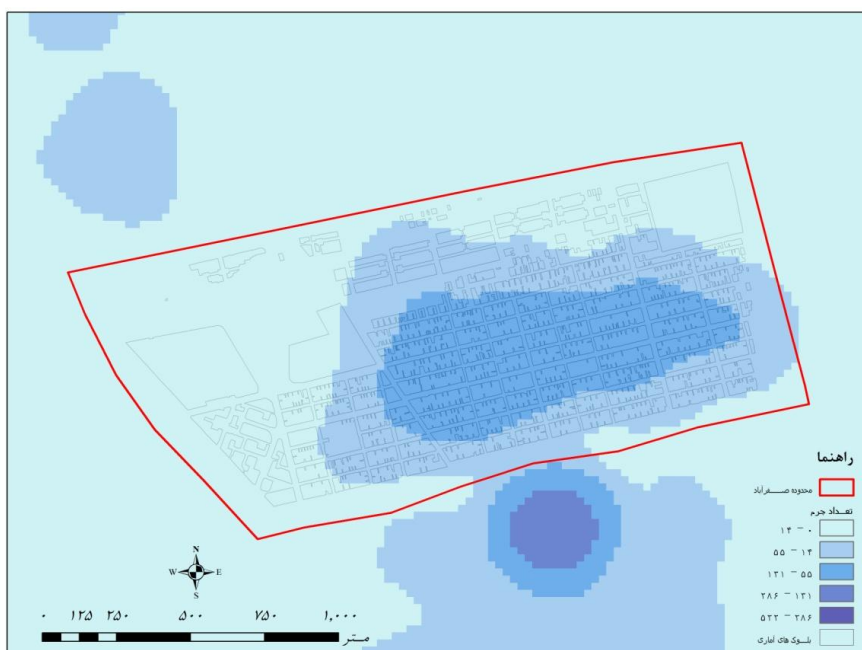 راهنما
محدوده صفرآباد
تعداد جرم
۰ – ۱۴
۱۴ – ۵۵
۵۵ – ۱۳۱
۱۳۱ – ۲۸۶
۲۸۶ – ۵۲۲
بلوک های آماری
N
W E
S
۰ ۱۲۵ ۲۵۰ ۵۰۰ ۷۵۰ ۱,۰۰۰
متر